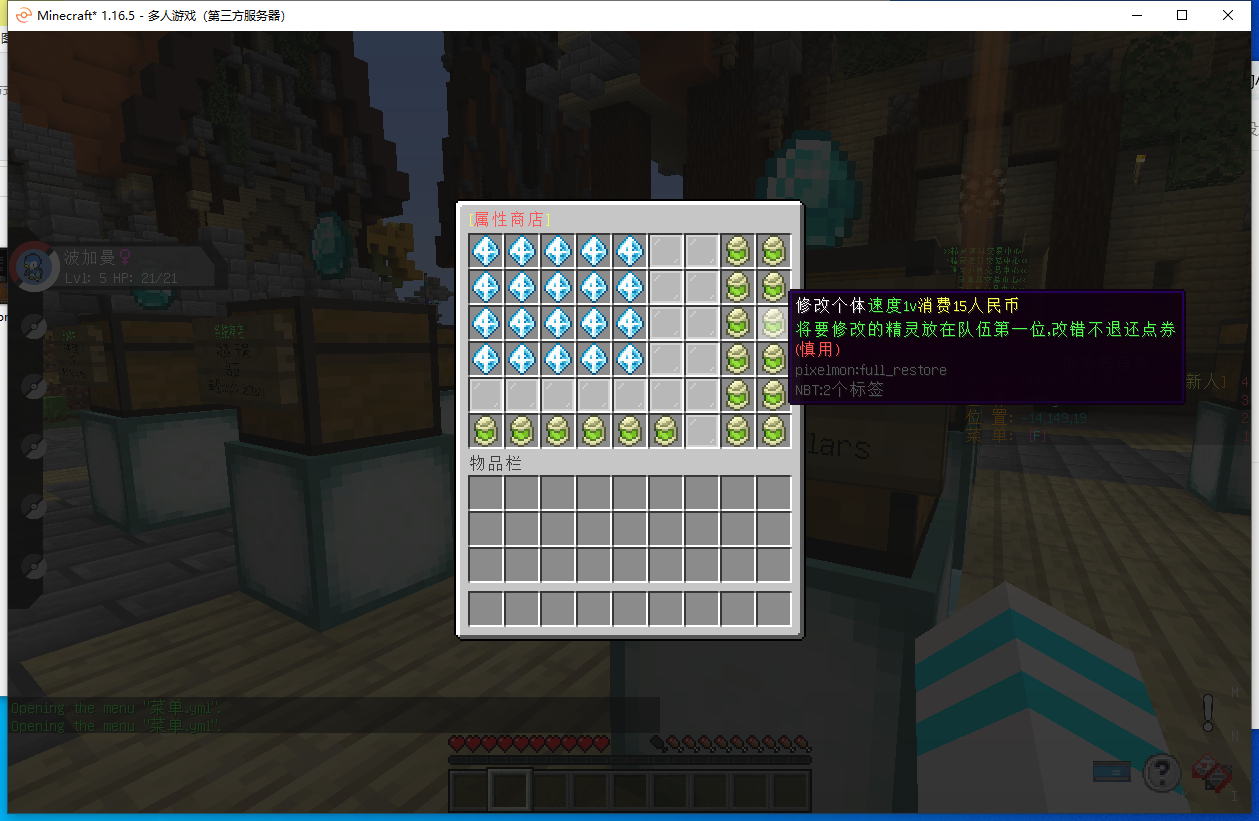 Minecraft* 1.16.5 - 多人游戏（第三方服务器）
[属性商店]
波加曼♀
Lvl: 5 HP: 21/21
修改个体速度1v消费15人民币
将要修改的精灵放在队伍第一位,改错不退还点券
(慎用)
pixelmon:full_restore
NBT:2个标签
新人]
位 置: -14,149,19
菜 单: [F]
物品栏
Opening the menu "菜单.yml".
Opening the menu "菜单.yml".